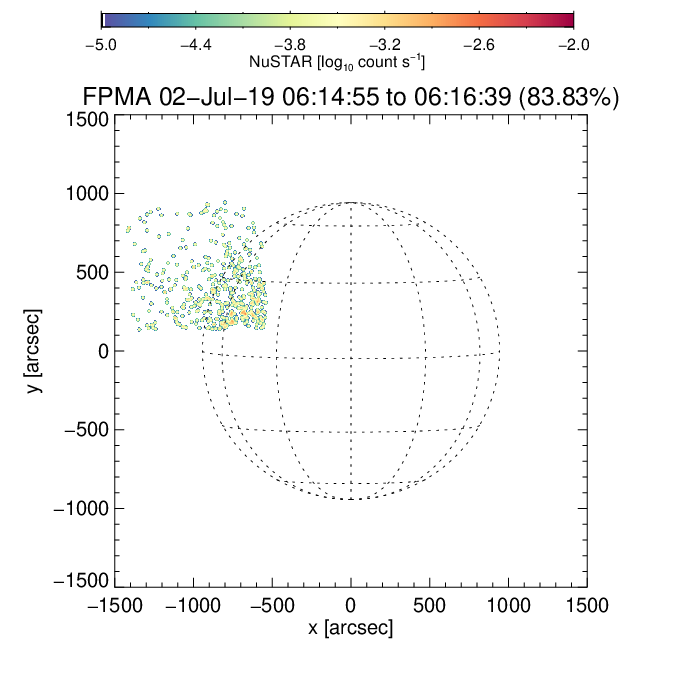 −5.0 −4.4 −3.8 −3.2 −2.6 −2.0
NuSTAR [log₁₀ count s⁻¹]
FPMA 02−Jul−19 06:14:55 to 06:16:39 (83.83%)
1500
1000
500
0
−500
−1000
−1500
y [arcsec]
−1500 −1000 −500 0 500 1000 1500
x [arcsec]